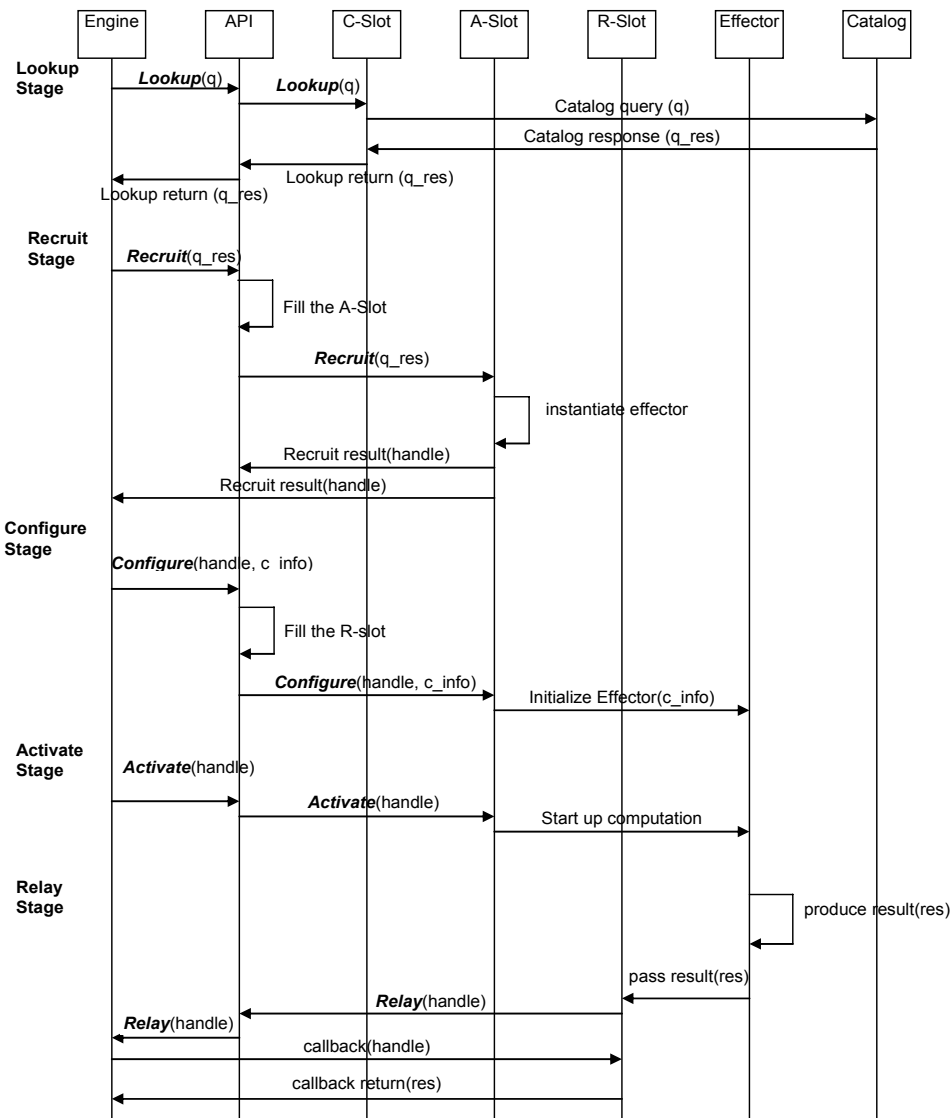 Engine API C-Slot A-Slot R-Slot Effector Catalog
Lookup
Stage
Lookup(q)
Lookup(q)
Catalog query (q)
Catalog response (q_res)
Lookup return (q_res)
Lookup return (q_res)
Recruit
Stage
Recruit(q_res)
Fill the A-Slot
Recruit(q_res)
instantiate effector
Recruit result(handle)
Recruit result(handle)
Configure
Stage
Configure(handle, c_info)
Fill the R-slot
Configure(handle, c_info)
Initialize Effector(c_info)
Activate
Stage
Activate(handle)
Activate(handle)
Start up computation
Relay
Stage
produce result(res)
pass result(res)
Relay(handle)
Relay(handle)
callback(handle)
callback return(res)